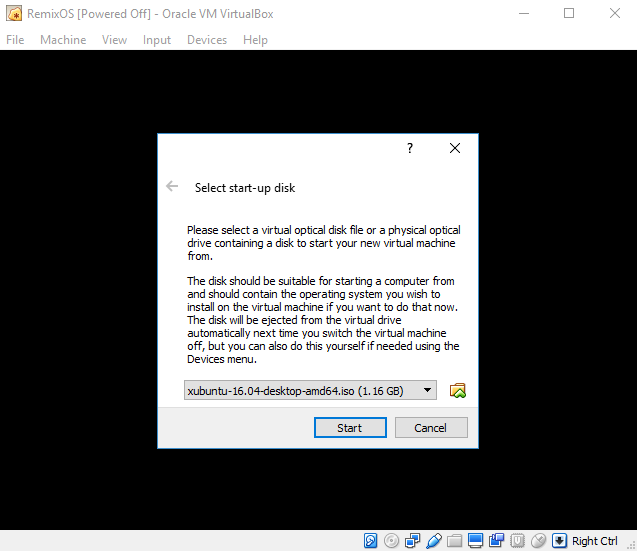 RemixOS [Powered Off] - Oracle VM VirtualBox
File Machine View Input Devices Help
?
Select start-up disk
Please select a virtual optical disk file or a physical optical
drive containing a disk to start your new virtual machine
from.
The disk should be suitable for starting a computer from
and should contain the operating system you wish to
install on the virtual machine if you want to do that now.
The disk will be ejected from the virtual drive
automatically next time you switch the virtual machine
off, but you can also do this yourself if needed using the
Devices menu.
xubuntu-16.04-desktop-amd64.iso (1.16 GB)
Start Cancel
Right Ctrl